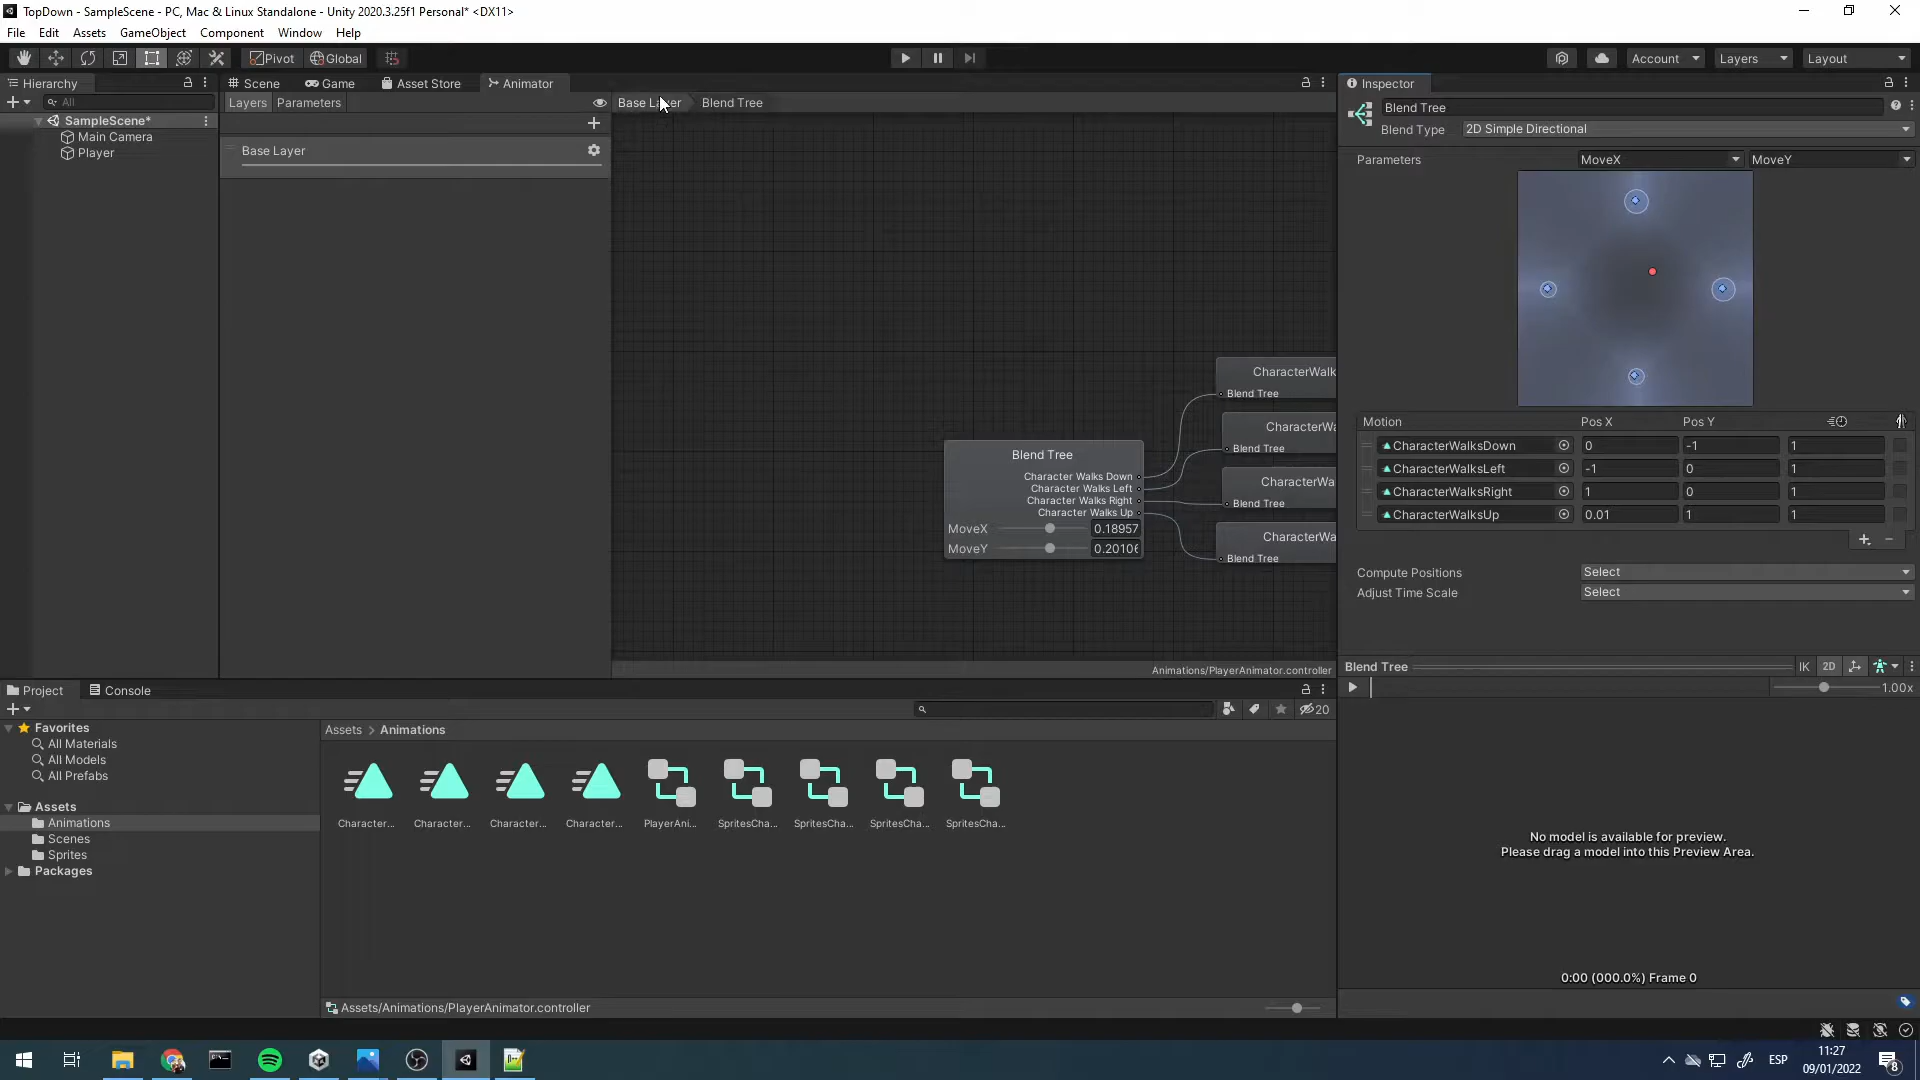 TopDown - SampleScene - PC, Mac & Linux Standalone - Unity 2020.3.25f1 Personal* <DX11>
File Edit Assets GameObject Component Window Help
Pivot Global Account Layers Layout
Hierarchy
All
SampleScene*
Main Camera
Player
Scene Game Asset Store Animator
Layers Parameters
Base Layer Blend Tree
Base Layer
Blend Tree
Character Walks Down
Character Walks Left
Character Walks Right
Character Walks Up
MoveX 0.18957
MoveY 0.2010
CharacterWalk
Blend Tree
CharacterWa
Blend Tree
CharacterWa
Blend Tree
CharacterWa
Blend Tree
Animations/PlayerAnimator.controller
Inspector
Blend Tree
Blend Type 2D Simple Directional
Parameters MoveX MoveY
Motion Pos X Pos Y
CharacterWalksDown 0 -1 1
CharacterWalksLeft -1 0 1
CharacterWalksRight 1 0 1
CharacterWalksUp 0.01 1 1
Compute Positions Select
Adjust Time Scale Select
Blend Tree IK 2D
1.00x
No model is available for preview.
Please drag a model into this Preview Area.
0:00 (000.0%) Frame 0
Project Console
20
Favorites
All Materials
All Models
All Prefabs
Assets
Animations
Scenes
Sprites
Packages
Assets > Animations
Character... Character... Character... Character... PlayerAni... SpritesCha... SpritesCha... SpritesCha... SpritesCha...
Assets/Animations/PlayerAnimator.controller
ESP
11:27
09/01/2022
8